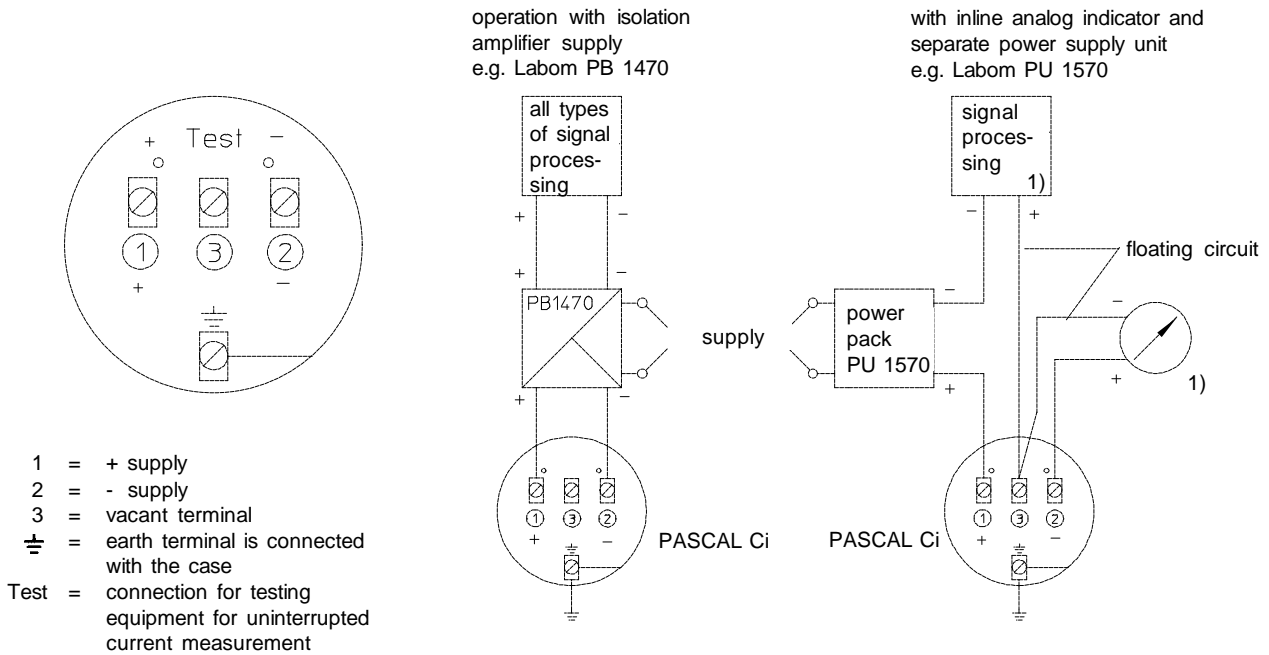 operation with isolation
amplifier supply
e.g. Labom PB 1470
with inline analog indicator and
separate power supply unit
e.g. Labom PU 1570
+ Test −
1 3 2
+ −
1 = + supply
2 = - supply
3 = vacant terminal
= earth terminal is connected
with the case
Test = connection for testing
equipment for uninterrupted
current measurement
all types
of signal
proces-
sing
+ −
+ −
PB1470
+ −
supply
1 3 2
+ −
PASCAL Ci
signal
proces-
sing
1)
− +
floating circuit
−
power
pack
PU 1570
+
−
+
1)
1 3 2
+ −
PASCAL Ci